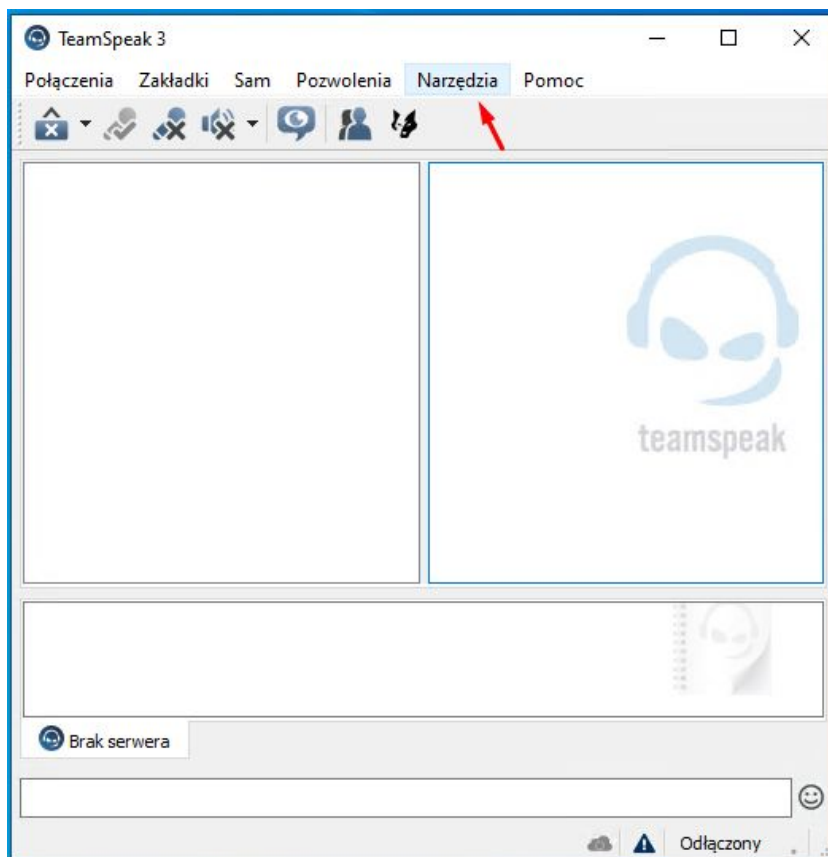 TeamSpeak 3
Połączenia Zakładki Sam Pozwolenia Narzędzia Pomoc
teamspeak
Brak serwera
Odłączony